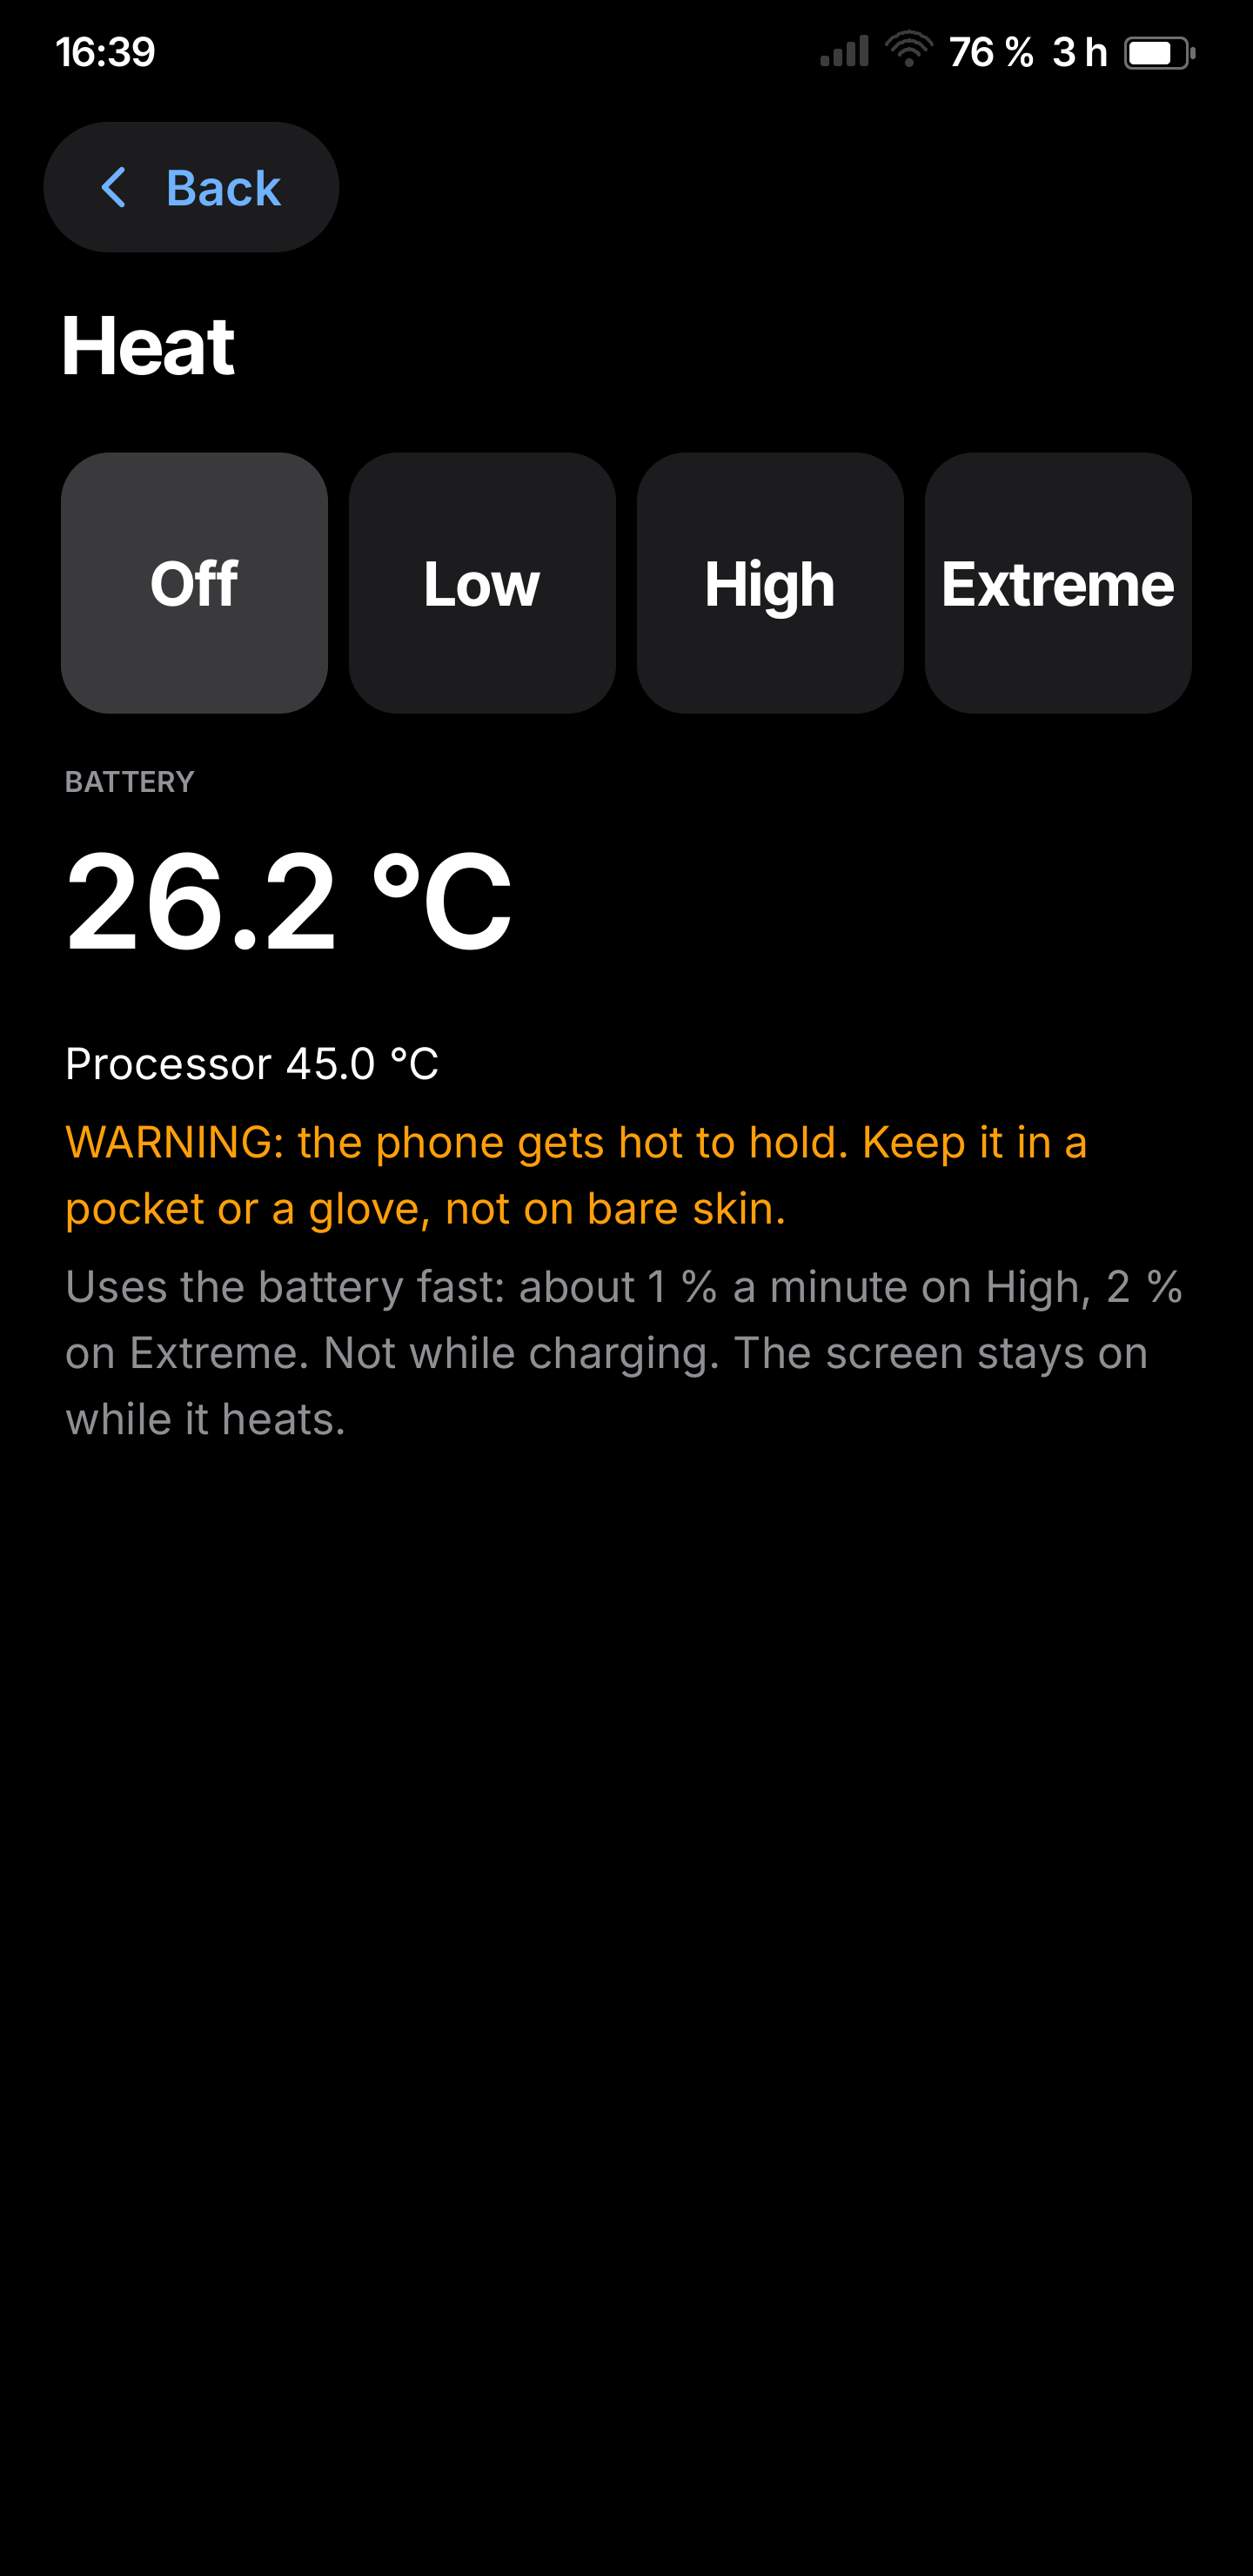 16:39
76 % 3 h
Back
Heat
Off
Low
High
Extreme
BATTERY
26.2 °C
Processor 45.0 °C
WARNING: the phone gets hot to hold. Keep it in a
pocket or a glove, not on bare skin.
Uses the battery fast: about 1 % a minute on High, 2 %
on Extreme. Not while charging. The screen stays on
while it heats.